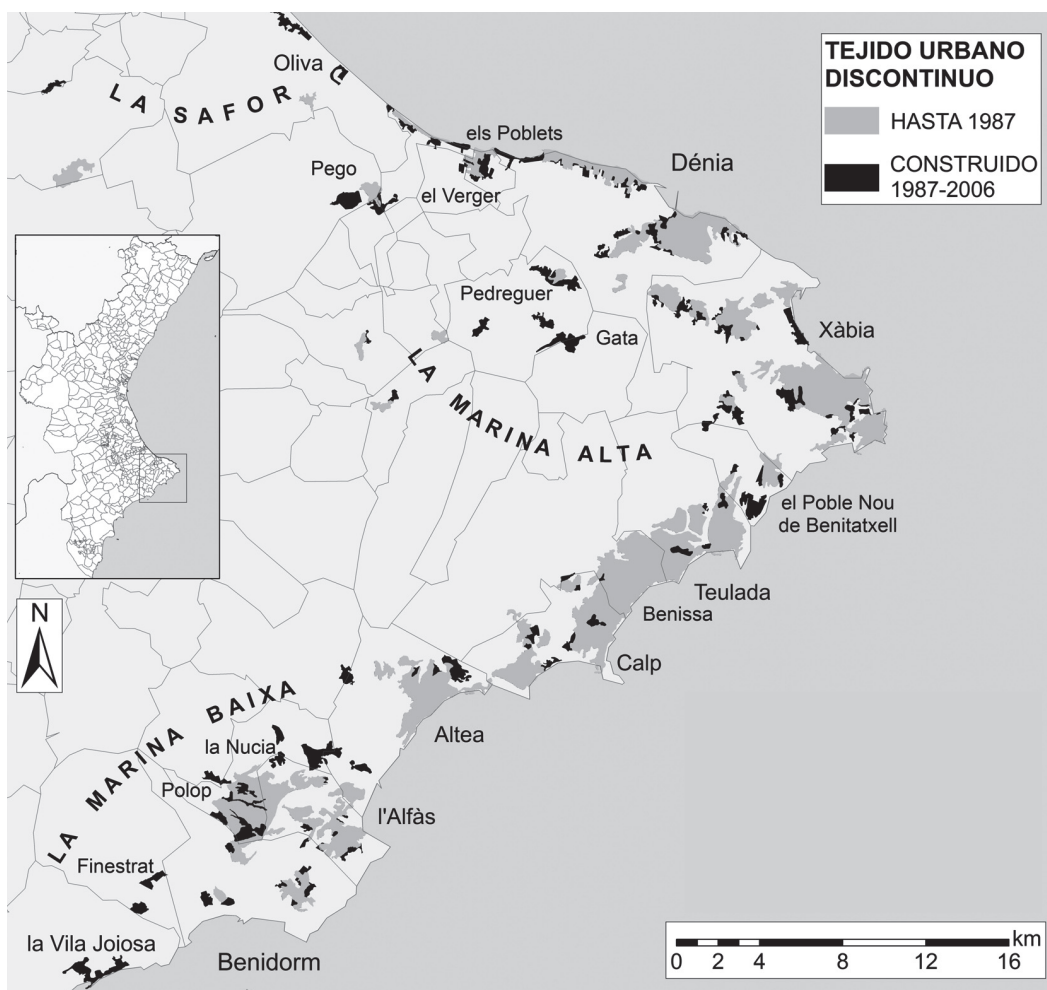 TEJIDO URBANO
DISCONTINUO
HASTA 1987
CONSTRUIDO
1987-2006
Oliva
LA SAFOR
els Poblets
Dénia
Pego
el Verger
Pedreguer
Gata
Xàbia
LA MARINA ALTA
el Poble Nou
de Benitatxell
Teulada
Benissa
Calp
N
LA MARINA BAIXA
Altea
la Nucia
Polop
l'Alfàs
Finestrat
la Vila Joiosa
Benidorm
km
0 2 4 8 12 16